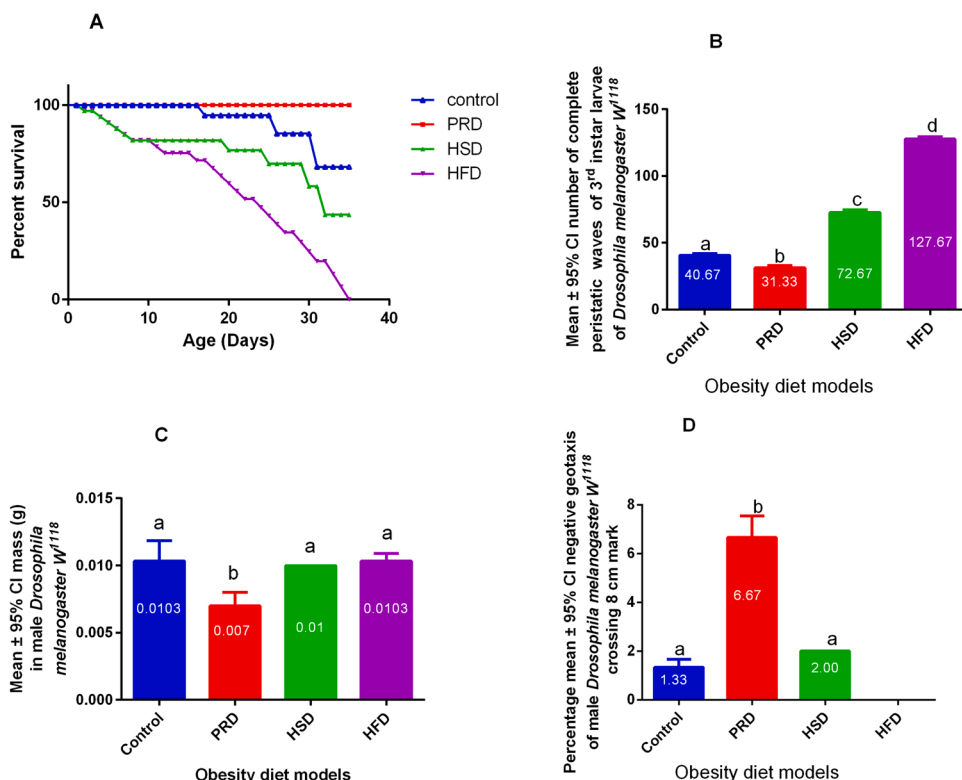 A
Percent survival
100
50
0
0 10 20 30 40
Age (Days)
control
PRD
HSD
HFD
B
Mean ± 95% CI number of complete
peristatic waves of 3rd instar larvae
of Drosophila melanogaster W1118
150
100
50
0
a
b
c
d
40.67
31.33
72.67
127.67
Control
PRD
HSD
HFD
Obesity diet models
C
Mean ± 95% CI mass (g)
in male Drosophila
melanogaster W1118
0.015
0.010
0.005
0.000
a
b
a
a
0.0103
0.007
0.01
0.0103
Control
PRD
HSD
HFD
Obesity diet models
D
Percentage mean ± 95% CI negative geotaxis
of male Drosophila melanogaster W1118
crossing 8 cm mark
8
6
4
2
0
a
b
a
1.33
6.67
2.00
Control
PRD
HSD
HFD
Obesity diet models